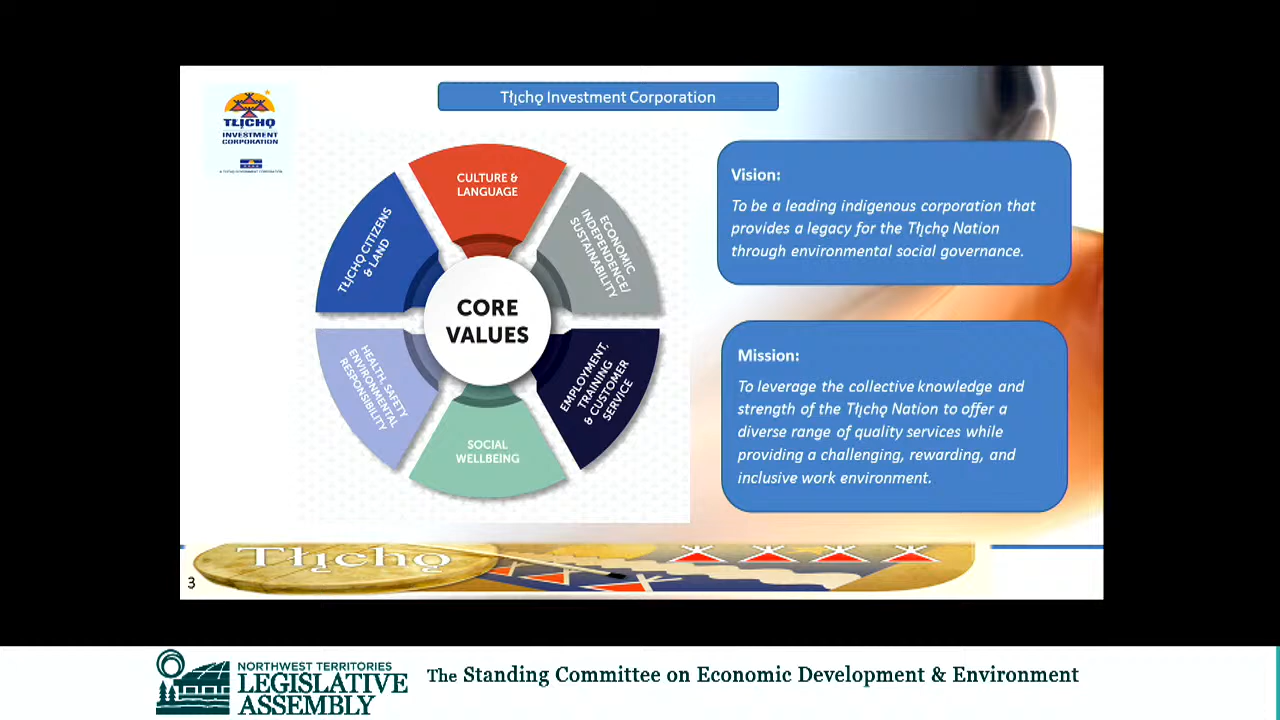 Tłı̨chǫ Investment Corporation
TŁĮCHǪ
INVESTMENT
CORPORATION
A TŁĮCHǪ GOVERNMENT CORPORATION
CULTURE &
LANGUAGE
ECONOMIC
INDEPENDENCE/
SUSTAINABILITY
EMPLOYMENT,
TRAINING
& CUSTOMER
SERVICE
SOCIAL
WELLBEING
HEALTH, SAFETY
ENVIRONMENTAL
RESPONSIBILITY
TŁĮCHǪ CITIZENS
& LAND
CORE
VALUES
Vision:
To be a leading indigenous corporation that
provides a legacy for the Tłı̨chǫ Nation
through environmental social governance.
Mission:
To leverage the collective knowledge and
strength of the Tłı̨chǫ Nation to offer a
diverse range of quality services while
providing a challenging, rewarding, and
inclusive work environment.
Tłı̨chǫ
3
NORTHWEST TERRITORIES
LEGISLATIVE
ASSEMBLY
The Standing Committee on Economic Development & Environment